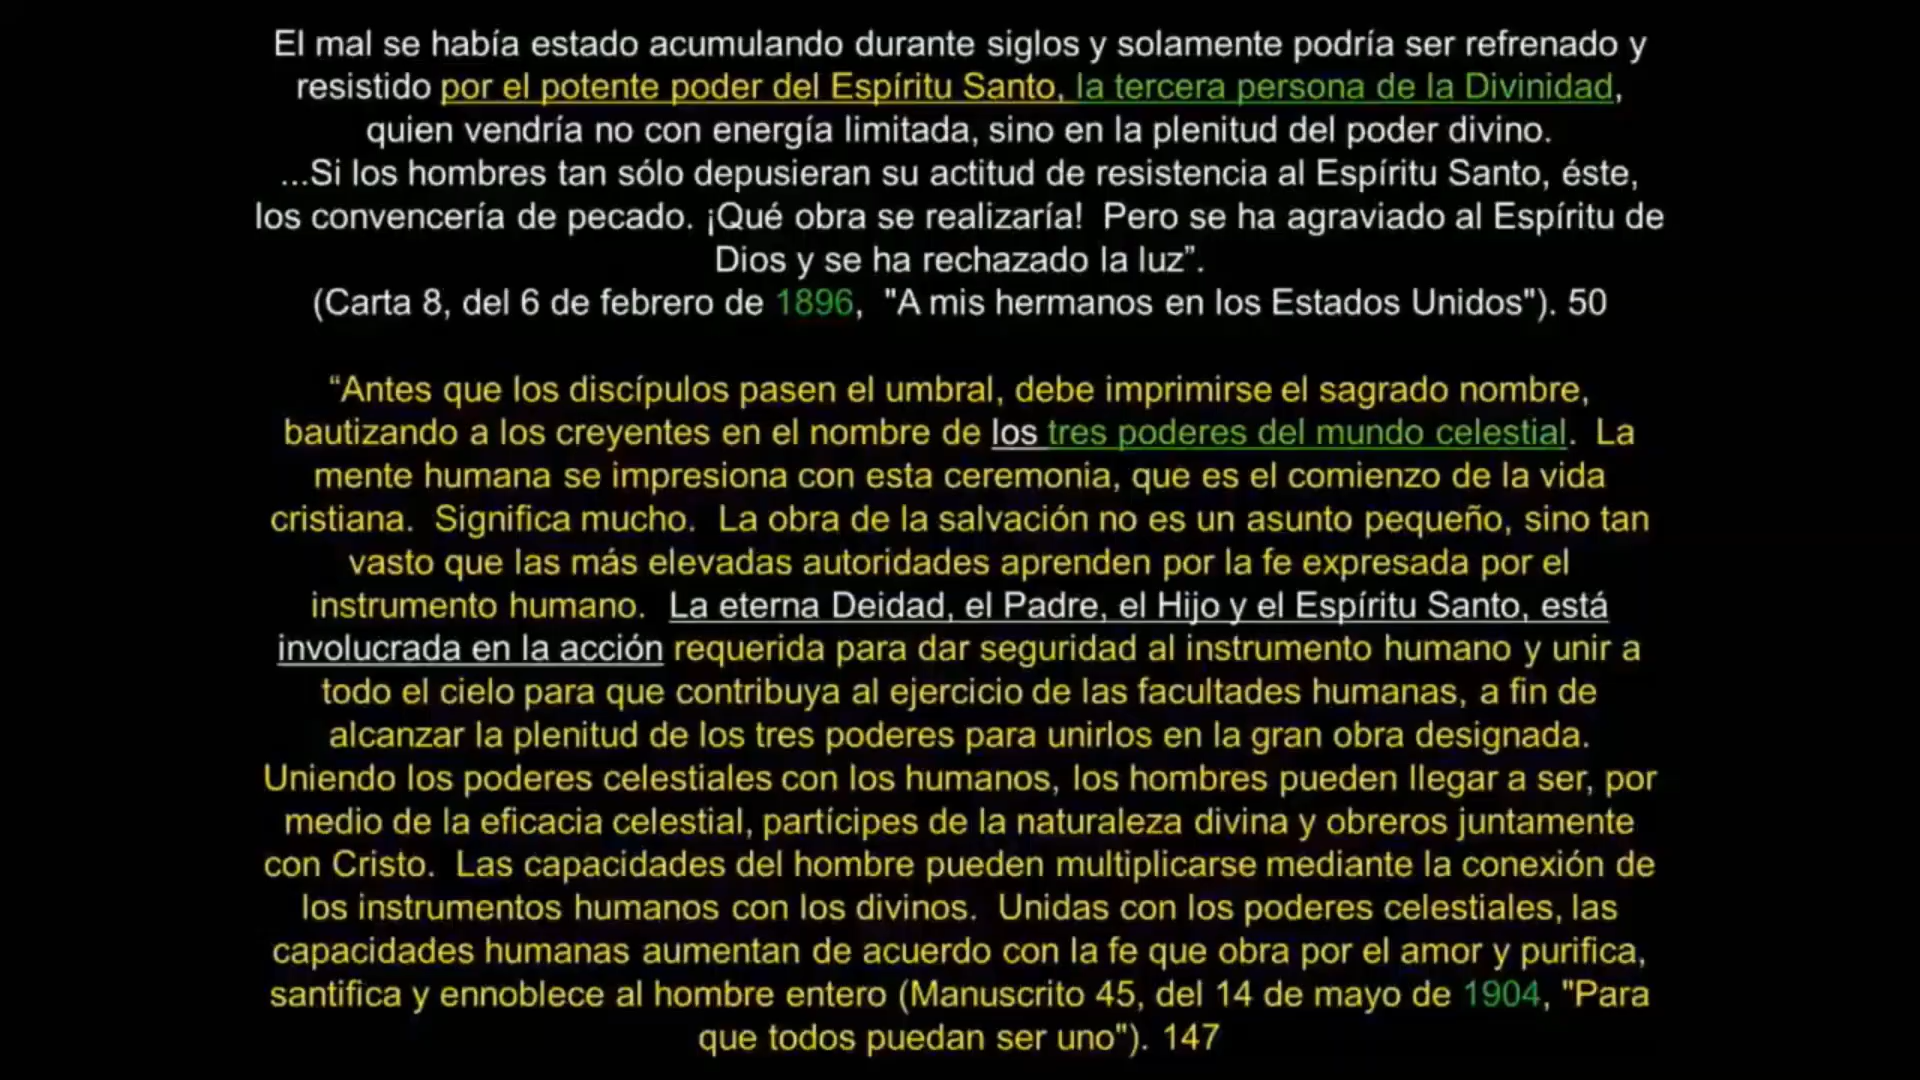 El mal se había estado acumulando durante siglos y solamente podría ser refrenado y
resistido por el potente poder del Espíritu Santo, la tercera persona de la Divinidad,
quien vendría no con energía limitada, sino en la plenitud del poder divino.
...Si los hombres tan sólo depusieran su actitud de resistencia al Espíritu Santo, éste,
los convencería de pecado. ¡Qué obra se realizaría!  Pero se ha agraviado al Espíritu de
Dios y se ha rechazado la luz”.
(Carta 8, del 6 de febrero de 1896,  "A mis hermanos en los Estados Unidos"). 50
“Antes que los discípulos pasen el umbral, debe imprimirse el sagrado nombre,
bautizando a los creyentes en el nombre de los tres poderes del mundo celestial.  La
mente humana se impresiona con esta ceremonia, que es el comienzo de la vida
cristiana.  Significa mucho.  La obra de la salvación no es un asunto pequeño, sino tan
vasto que las más elevadas autoridades aprenden por la fe expresada por el
instrumento humano.  La eterna Deidad, el Padre, el Hijo y el Espíritu Santo, está
involucrada en la acción requerida para dar seguridad al instrumento humano y unir a
todo el cielo para que contribuya al ejercicio de las facultades humanas, a fin de
alcanzar la plenitud de los tres poderes para unirlos en la gran obra designada.
Uniendo los poderes celestiales con los humanos, los hombres pueden llegar a ser, por
medio de la eficacia celestial, partícipes de la naturaleza divina y obreros juntamente
con Cristo.  Las capacidades del hombre pueden multiplicarse mediante la conexión de
los instrumentos humanos con los divinos.  Unidas con los poderes celestiales, las
capacidades humanas aumentan de acuerdo con la fe que obra por el amor y purifica,
santifica y ennoblece al hombre entero (Manuscrito 45, del 14 de mayo de 1904, "Para
que todos puedan ser uno"). 147